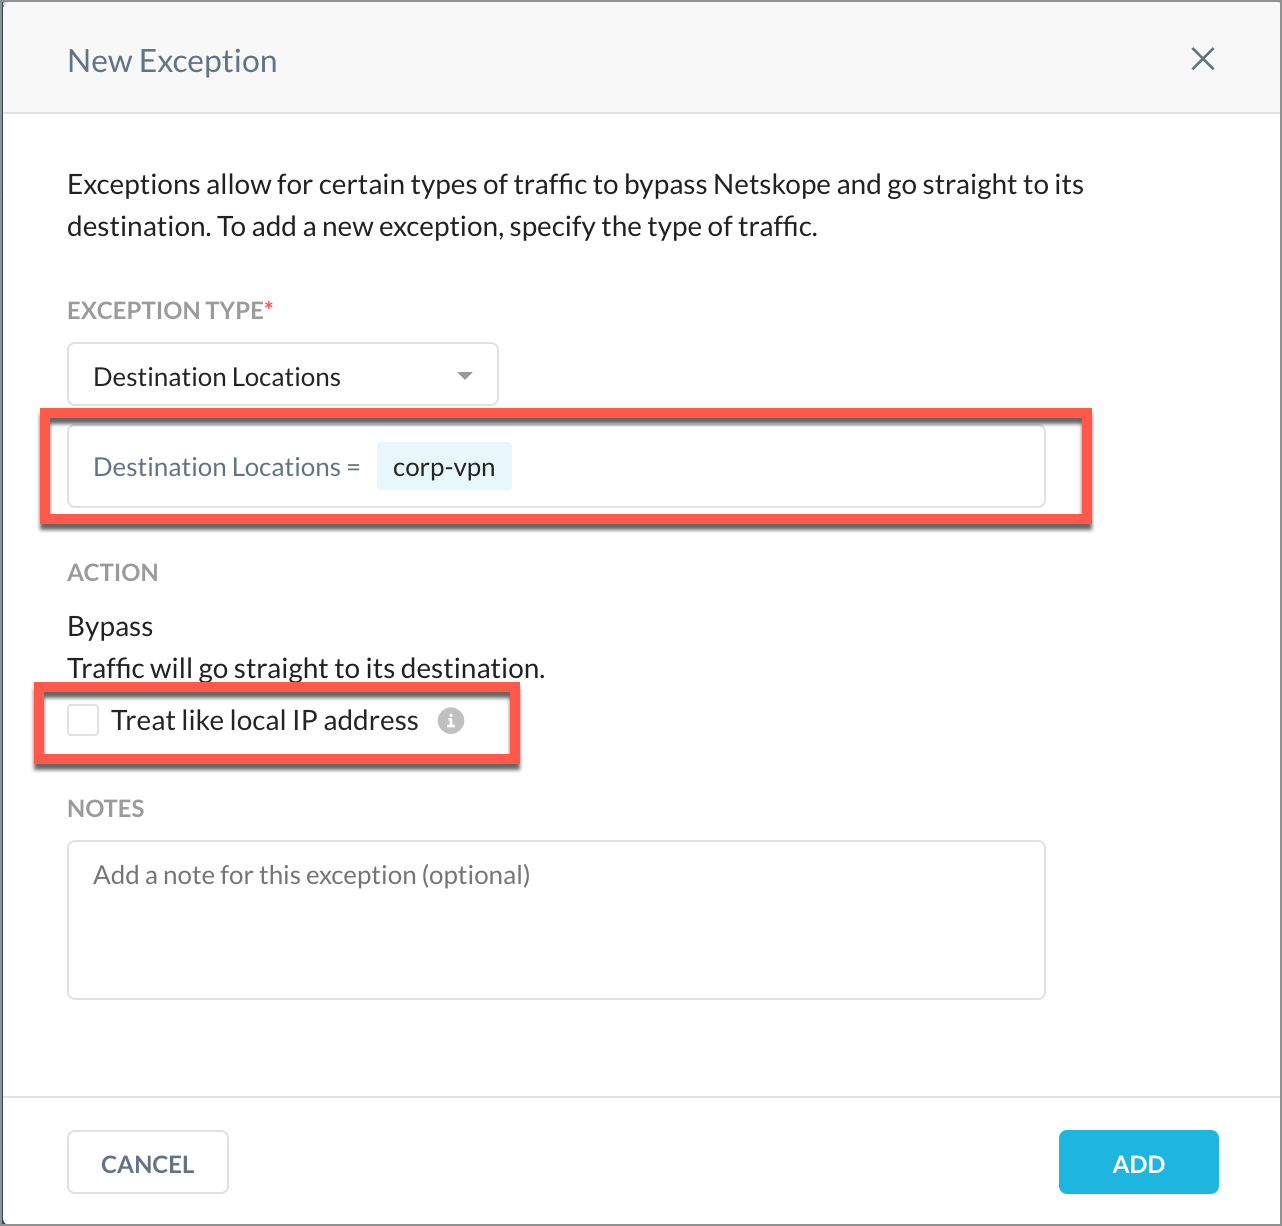 New Exception
Exceptions allow for certain types of traffic to bypass Netskope and go straight to its
destination. To add a new exception, specify the type of traffic.
EXCEPTION TYPE*
Destination Locations
Destination Locations = corp-vpn
ACTION
Bypass
Traffic will go straight to its destination.
Treat like local IP address
NOTES
Add a note for this exception (optional)
CANCEL
ADD